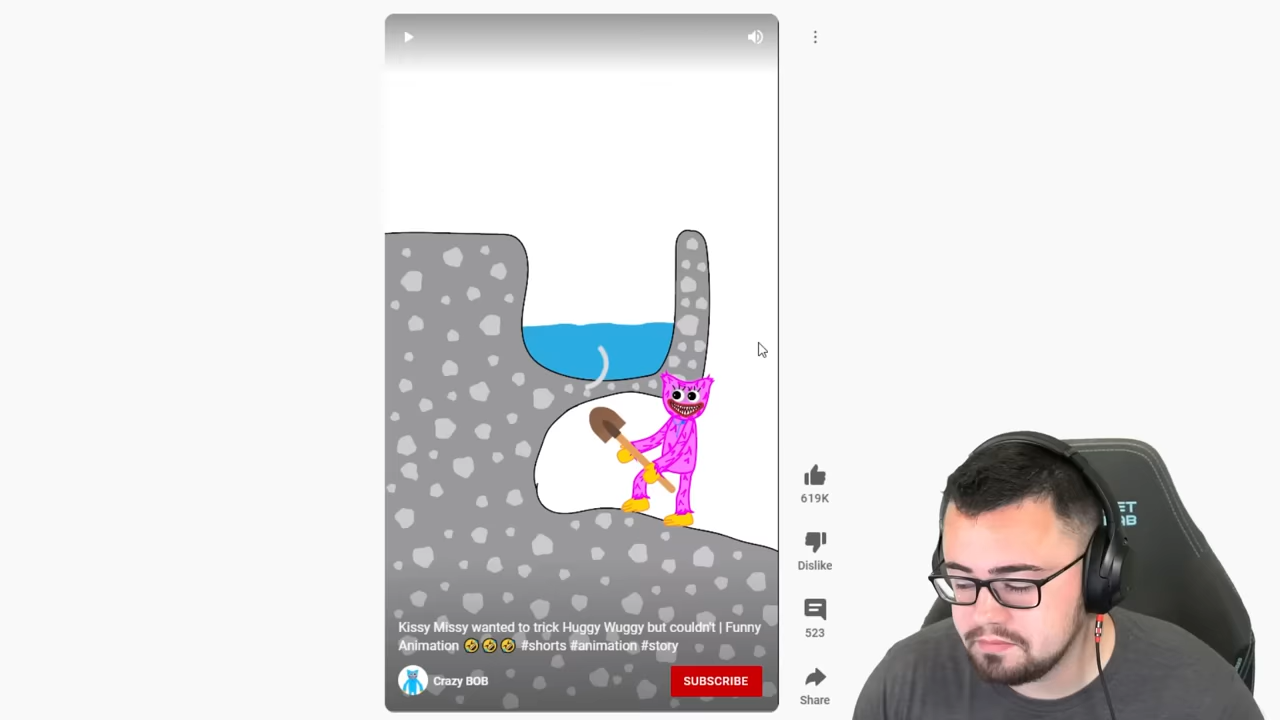 Kissy Missy wanted to trick Huggy Wuggy but couldn't | Funny
Animation 🤣🤣🤣 #shorts #animation #story
Crazy BOB
SUBSCRIBE
619K
Dislike
523
Share